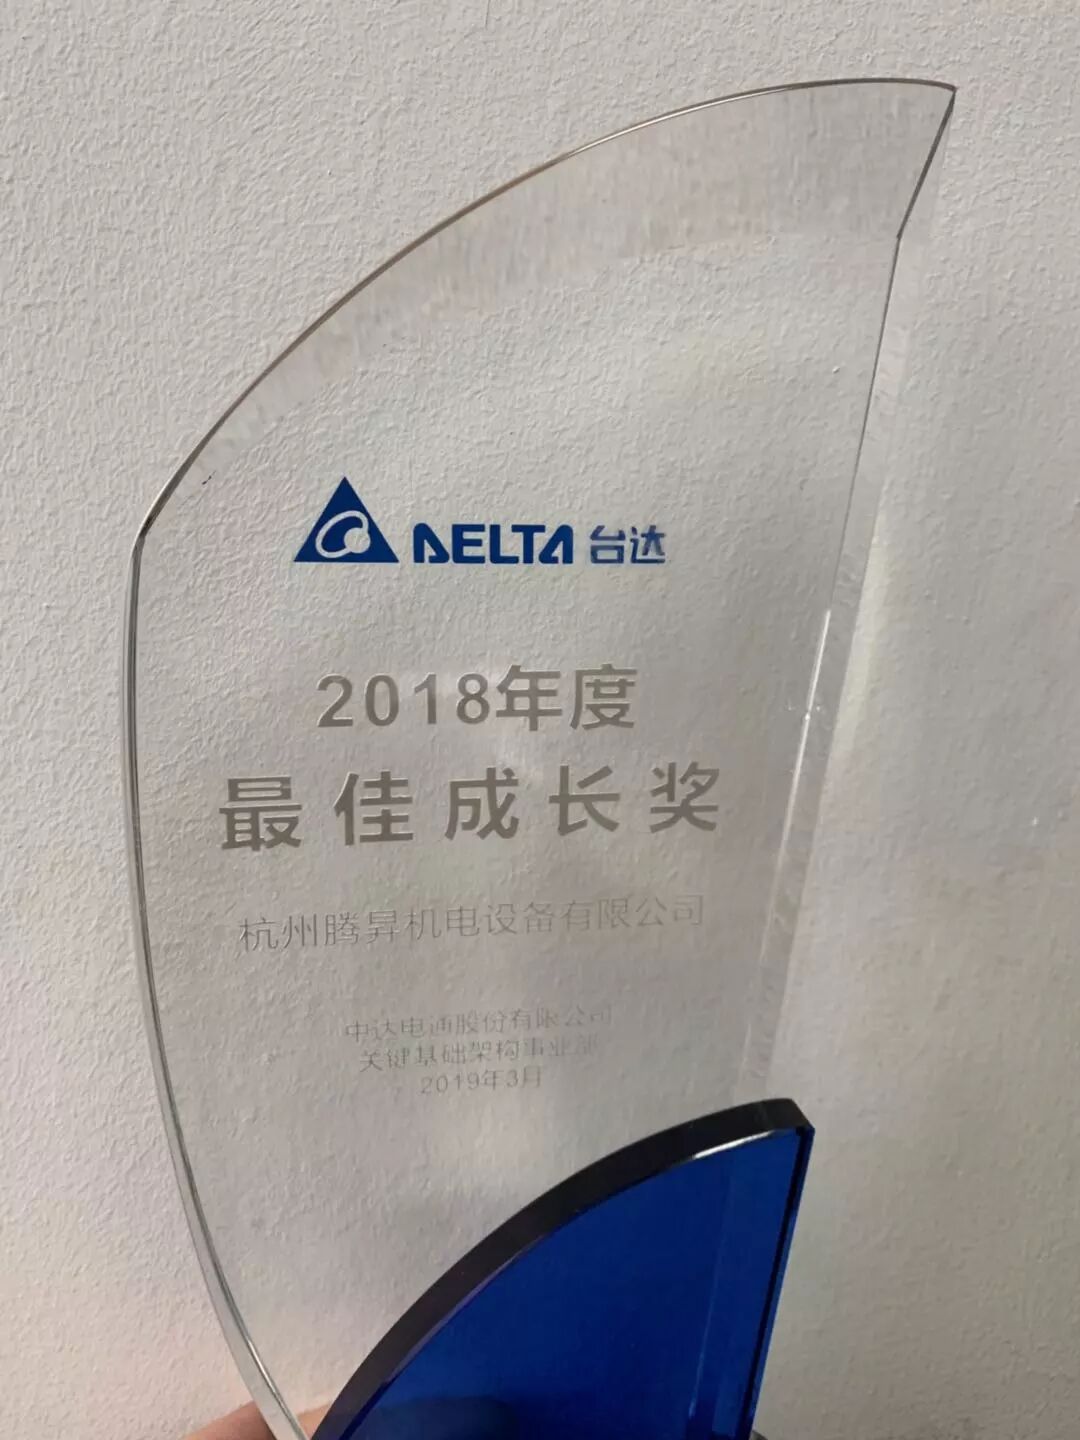 DELTA 台达
2018年度
最佳成长奖
杭州腾昇机电设备有限公司
中达电通股份有限公司
关键基础架构事业部
2019年3月